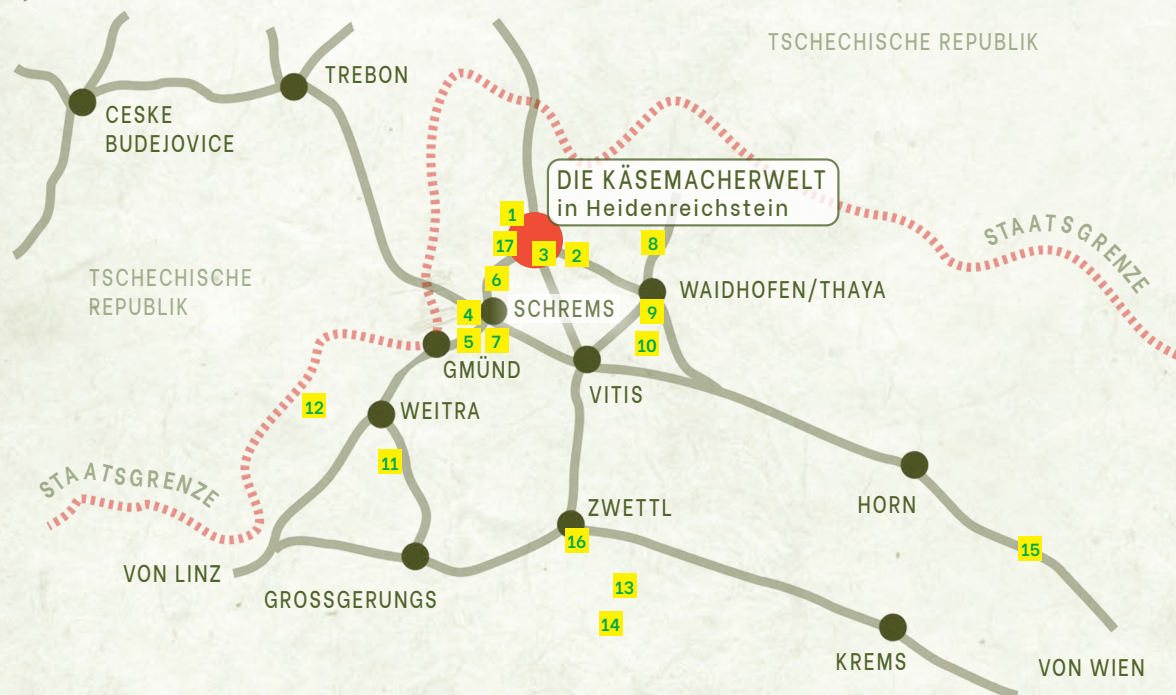 TSCHECHISCHE REPUBLIK
TREBON
CESKE
BUDEJOVICE
DIE KÄSEMACHERWELT
in Heidenreichstein
1
17
3
2
8
STAATSGRENZE
TSCHECHISCHE
REPUBLIK
6
WAIDHOFEN/THAYA
4
SCHREMS
9
5
7
10
GMÜND
VITIS
12
WEITRA
11
STAATSGRENZE
HORN
ZWETTL
16
15
VON LINZ
13
GROSSGERUNGS
14
KREMS
VON WIEN